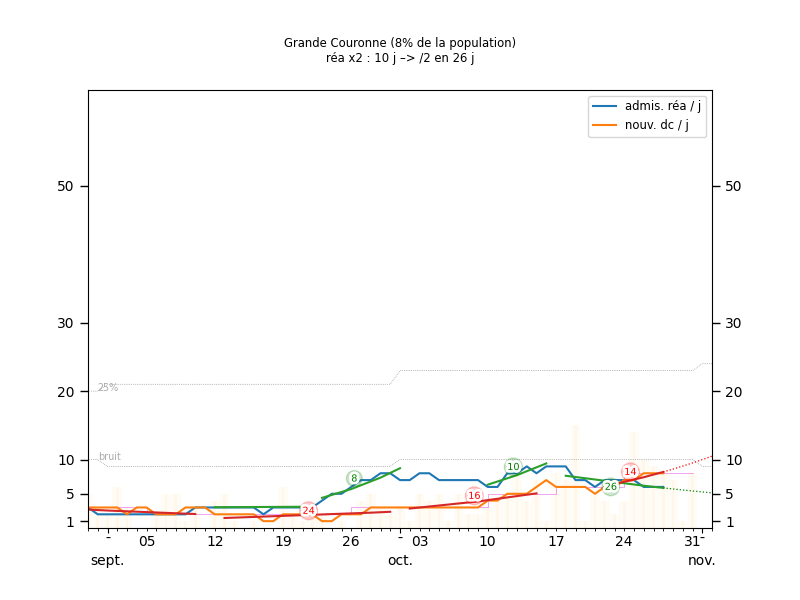 Grande Couronne (8% de la population)
réa x2 : 10 j –> /2 en 26 j
admis. réa / j
nouv. dc / j
50 50
30 30
25%
20 20
bruit
10 10
8 10 14
16 26
5 5
24
1 1
- 05 12 19 26 - 03 10 17 24 31 -
sept. oct. nov.